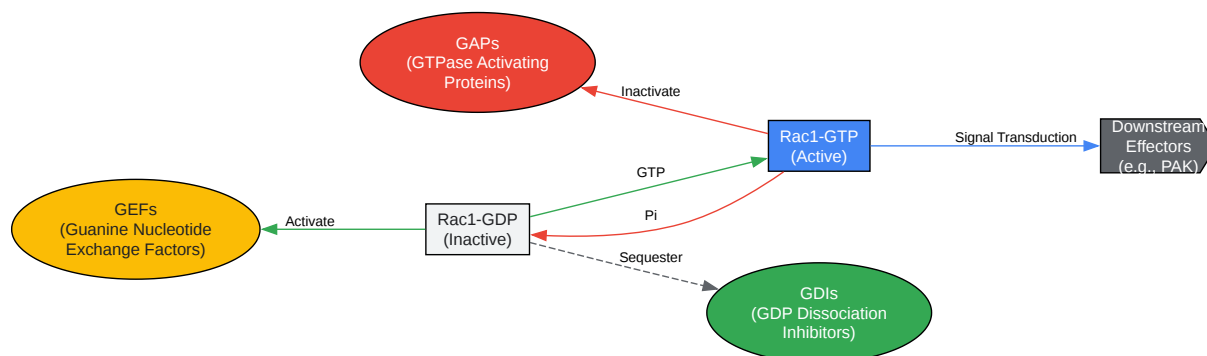 GAPs
(GTPase Activating
Proteins)
Inactivate
Rac1-GTP
(Active)
Signal Transduction
Downstream
Effectors
(e.g., PAK)
GTP
GEFs
(Guanine Nucleotide
Exchange Factors)
Activate
Rac1-GDP
(Inactive)
Pi
Sequester
GDIs
(GDP Dissociation
Inhibitors)